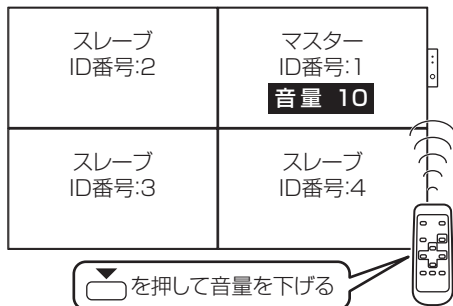 スレーブ
ID番号:2
マスター
ID番号:1
音量 10
スレーブ
ID番号:3
スレーブ
ID番号:4
を押して音量を下げる